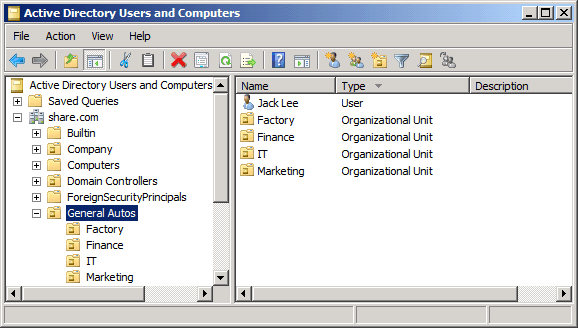 Active Directory Users and Computers
File Action View Help
Active Directory Users and Computers
Saved Queries
share.com
Builtin
Company
Computers
Domain Controllers
ForeignSecurityPrincipals
General Autos
Factory
Finance
IT
Marketing
Name Type Description
Jack Lee User
Factory Organizational Unit
Finance Organizational Unit
IT Organizational Unit
Marketing Organizational Unit